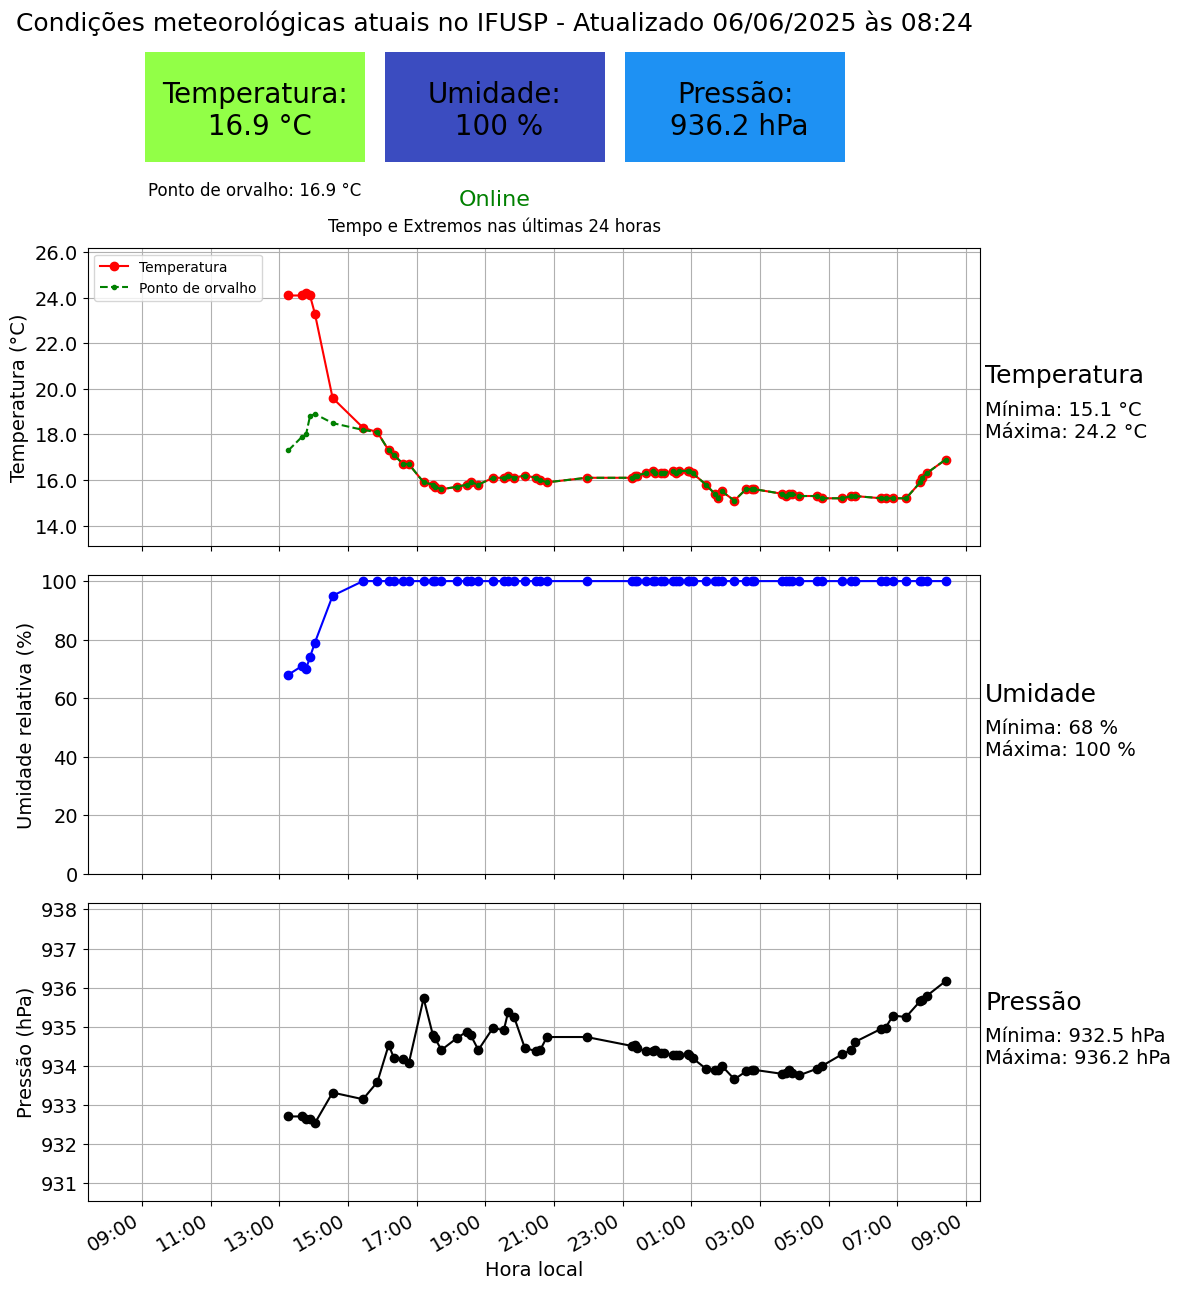 Condições meteorológicas atuais no IFUSP - Atualizado 06/06/2025 às 08:24
Temperatura:
16.9 °C
Umidade:
100 %
Pressão:
936.2 hPa
Ponto de orvalho: 16.9 °C
Online
Tempo e Extremos nas últimas 24 horas
Temperatura (°C)
26.0
24.0
22.0
20.0
18.0
16.0
14.0
Temperatura
Ponto de orvalho
Temperatura
Mínima: 15.1 °C
Máxima: 24.2 °C
Umidade relativa (%)
100
80
60
40
20
0
Umidade
Mínima: 68 %
Máxima: 100 %
Pressão (hPa)
938
937
936
935
934
933
932
931
Pressão
Mínima: 932.5 hPa
Máxima: 936.2 hPa
09:00 11:00 13:00 15:00 17:00 19:00 21:00 23:00 01:00 03:00 05:00 07:00 09:00
Hora local